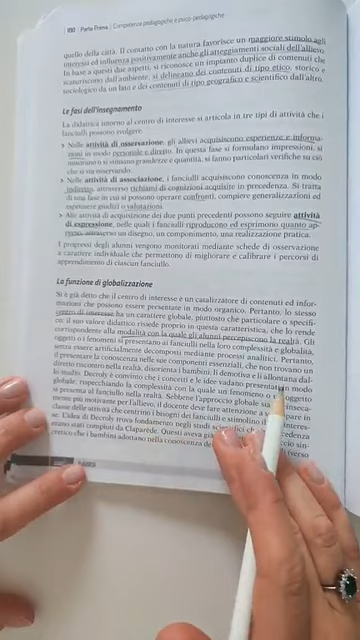 100 | Parte Prima | Competenze pedagogiche e psico-pedagogiche
quello della città. Il contatto con la natura favorisce un maggiore stimolo agli
interessi ed influenza positivamente anche gli atteggiamenti sociali dell'allievo.
In base a questi due aspetti, si riconosce un impianto duplice di contenuti che
scaturiscono dall'ambiente: si delineano dei contenuti di tipo etico, storico e
sociologico da un lato e dei contenuti di tipo geografico e scientifico dall'altro.
Le fasi dell'insegnamento
La didattica intorno al centro di interesse si articola in tre tipi di attività che i
fanciulli possono svolgere.
> Nelle attività di osservazione, gli allievi acquisiscono esperienze e informa-
zioni in modo personale e diretto. In questa fase si formulano impressioni, si
misurano o si stimano grandezze e quantità, si fanno particolari verifiche su ciò
che si sta osservando.
> Nelle attività di associazione, i fanciulli acquisiscono conoscenza in modo
indiretto, attraverso richiami di cognizioni acquisite in precedenza. Si tratta
di una fase in cui si possono operare confronti, compiere generalizzazioni ed
esprimere giudizi o valutazioni.
> Alle attività di acquisizione dei due punti precedenti possono seguire attività
di espressione, nelle quali i fanciulli riproducono ed esprimono quanto ap-
preso, attraverso un disegno, un componimento, una realizzazione pratica.
I progressi degli alunni vengono monitorati mediante schede di osservazione
a carattere individuale che permettono di migliorare e calibrare i percorsi di
apprendimento di ciascun fanciullo.
La funzione di globalizzazione
Si è già detto che il centro di interesse è un catalizzatore di contenuti ed infor-
mazioni che possono essere presentate in modo organico. Pertanto, lo stesso
centro di interesse ha un carattere globale, piuttosto che particolare o specifi-
co: il suo valore didattico risiede proprio in questa caratteristica, che lo rende
corrispondente alla modalità con la quale gli alunni percepiscono la realtà. Gli
oggetti o i fenomeni si presentano ai fanciulli nella loro complessità e globalità,
senza essere artificialmente decomposti mediante processi analitici. Pertanto,
il presentare la conoscenza nelle sue componenti essenziali, che non trovano un
diretto riscontro nella realtà, disorienta i bambini, li demotiva e li allontana dal-
lo studio. Decroly è convinto che i concetti e le idee vadano presentati in modo
globale, rispecchiando la complessità con la quale un fenomeno o un oggetto
si presenta al fanciullo nella realtà. Sebbene l'approccio globale sia
mente più motivante per l'allievo, il docente deve fare attenzione a
classe delle attività che centrino i bisogni dei fanciulli e stimolino il
se. L'idea di Decroly trova fondamento negli studi scientifici che
erano stati compiuti da Claparède. Questi aveva già
cretico che i bambini adottano nella conoscenza de (verso